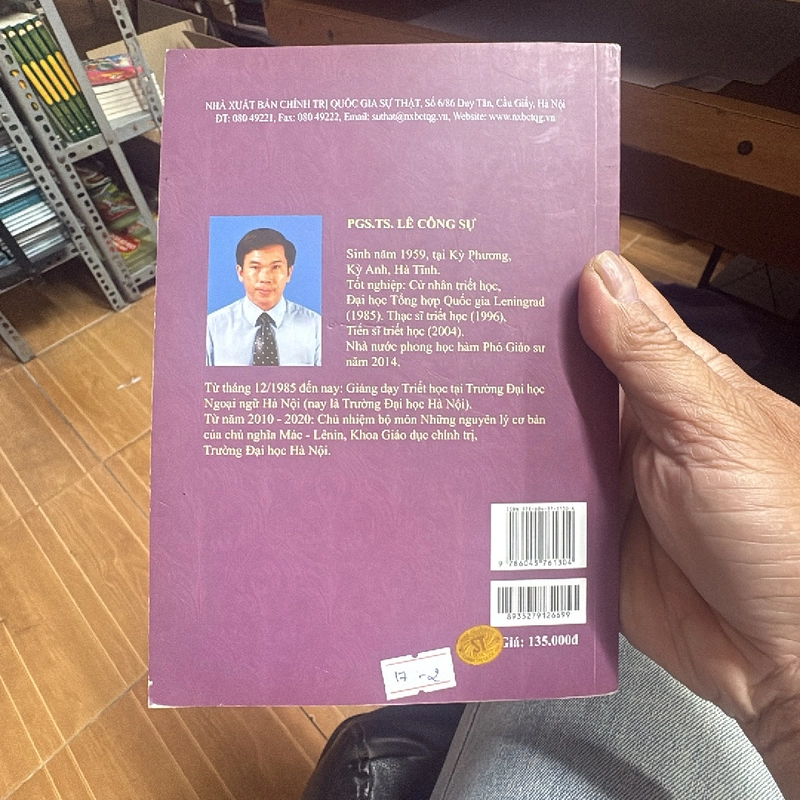 NHÀ XUẤT BẢN CHÍNH TRỊ QUỐC GIA SỰ THẬT, Số 6/86 Duy Tân, Cầu Giấy, Hà Nội
ĐT: 080 49221, Fax: 080 49222, Email: suthat@nxbctqg.vn, Website: www.nxbctqg.vn
PGS.TS. LÊ CÔNG SỰ
Sinh năm 1959, tại Kỳ Phương,
Kỳ Anh, Hà Tĩnh.
Tốt nghiệp: Cử nhân triết học,
Đại học Tổng hợp Quốc gia Leningrad
(1985). Thạc sĩ triết học (1996),
Tiến sĩ triết học (2004).
Nhà nước phong học hàm Phó Giáo sư
năm 2014.
Từ tháng 12/1985 đến nay: Giảng dạy Triết học tại Trường Đại học
Ngoại ngữ Hà Nội (nay là Trường Đại học Hà Nội).
Từ năm 2010 - 2020: Chủ nhiệm bộ môn Những nguyên lý cơ bản
của chủ nghĩa Mác - Lênin, Khoa Giáo dục chính trị,
Trường Đại học Hà Nội.
9 786045 761304
8935279126699
Giá: 135.000đ
ST